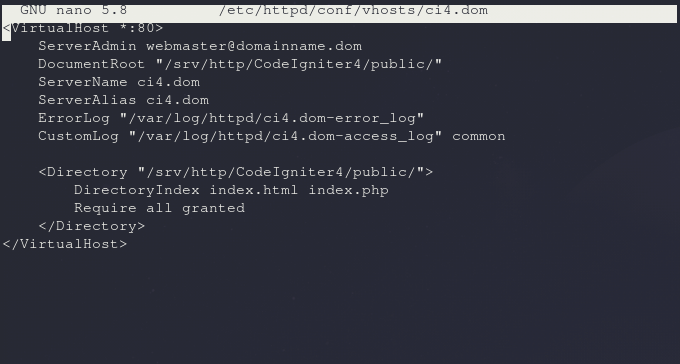 GNU nano 5.8 /etc/httpd/conf/vhosts/ci4.dom
<VirtualHost *:80>
    ServerAdmin webmaster@domainname.dom
    DocumentRoot "/srv/http/CodeIgniter4/public/"
    ServerName ci4.dom
    ServerAlias ci4.dom
    ErrorLog "/var/log/httpd/ci4.dom-error_log"
    CustomLog "/var/log/httpd/ci4.dom-access_log" common

    <Directory "/srv/http/CodeIgniter4/public/">
        DirectoryIndex index.html index.php
        Require all granted
    </Directory>
</VirtualHost>